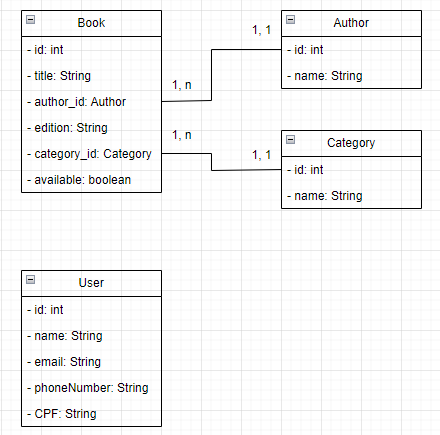 Book
- id: int
- title: String
- author_id: Author
- edition: String
- category_id: Category
- available: boolean
1, 1
1, n
Author
- id: int
- name: String
1, n
1, 1
Category
- id: int
- name: String
User
- id: int
- name: String
- email: String
- phoneNumber: String
- CPF: String